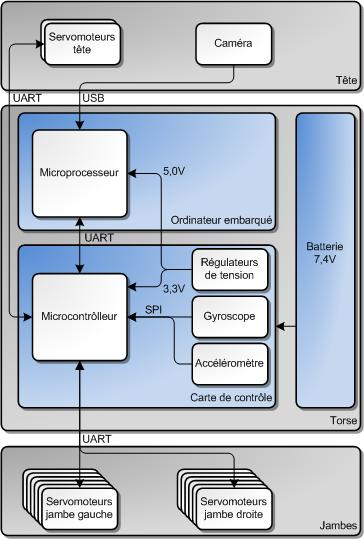 Servomoteurs
tête
Caméra
Tête
UART
USB
Microprocesseur
5,0V
Ordinateur embarqué
Batterie
7,4V
UART
Régulateurs
de tension
3,3V
Microcontrôlleur
SPI
Gyroscope
Accéléromètre
Carte de contrôle
Torse
UART
Servomoteurs
jambe gauche
Servomoteurs
jambe droite
Jambes